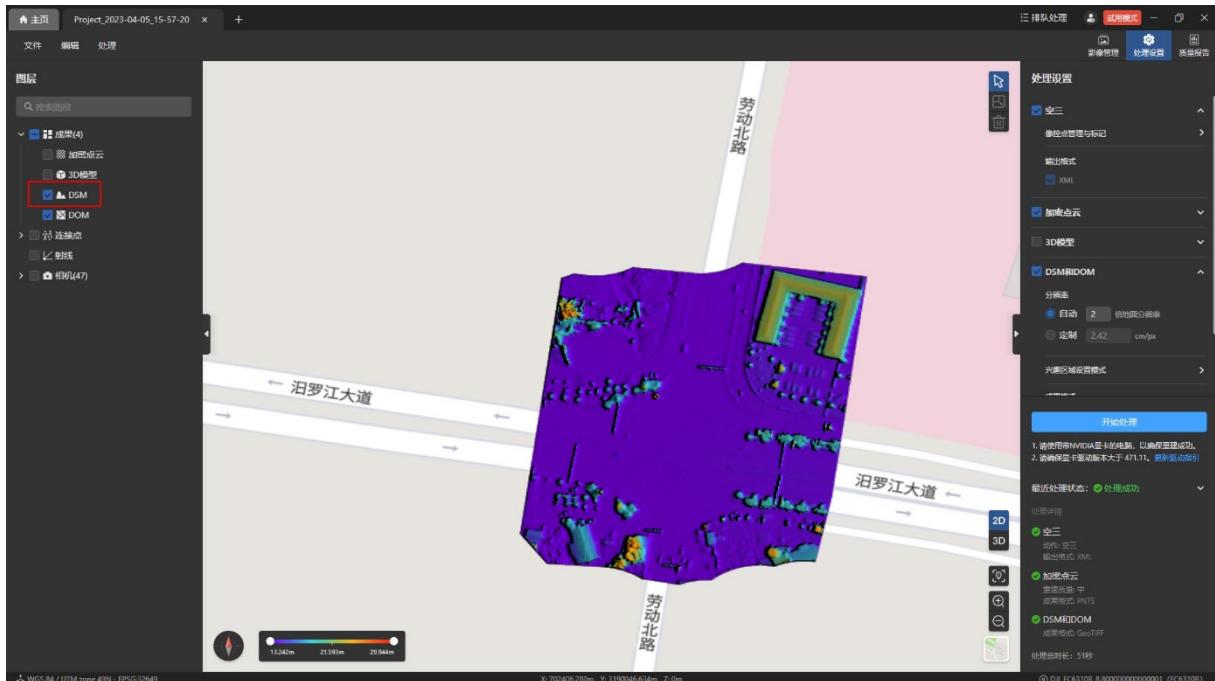 主页
Project_2023-04-05_15-57-20
×
+
排队处理
试用模式
文件
编辑
处理
影像管理
处理设置
质量报告
图层
搜索图层
成果(4)
加密点云
3D模型
DSM
DOM
连接点
射线
相机(47)
劳动北路
← 汨罗江大道
汨罗江大道 ←
劳动北路
13.242m 21.593m 29.944m
2D
3D
处理设置
空三
像控点管理与标记
输出格式
XML
加密点云
3D模型
DSM和DOM
分辨率
自动 2 倍地面分辨率
定制 2.42 cm/px
兴趣区域设置模式
开始处理
1. 请使用带NVIDIA显卡的电脑，以确保重建成功。
2. 请确保显卡驱动版本大于 471.11。更新驱动指引
最近处理状态： 处理成功
处理详情
空三
动作: 空三
输出格式: XML
加密点云
重建质量: 中
成果格式: PNTS
DSM和DOM
成果格式: GeoTIFF
处理总时长：51秒
WGS 84 / UTM zone 49N - EPSG:32649
X: 702406.280m Y: 3190046.634m Z: 0m
DJI_FC6310R_8.800000000000001_(FC6310R)